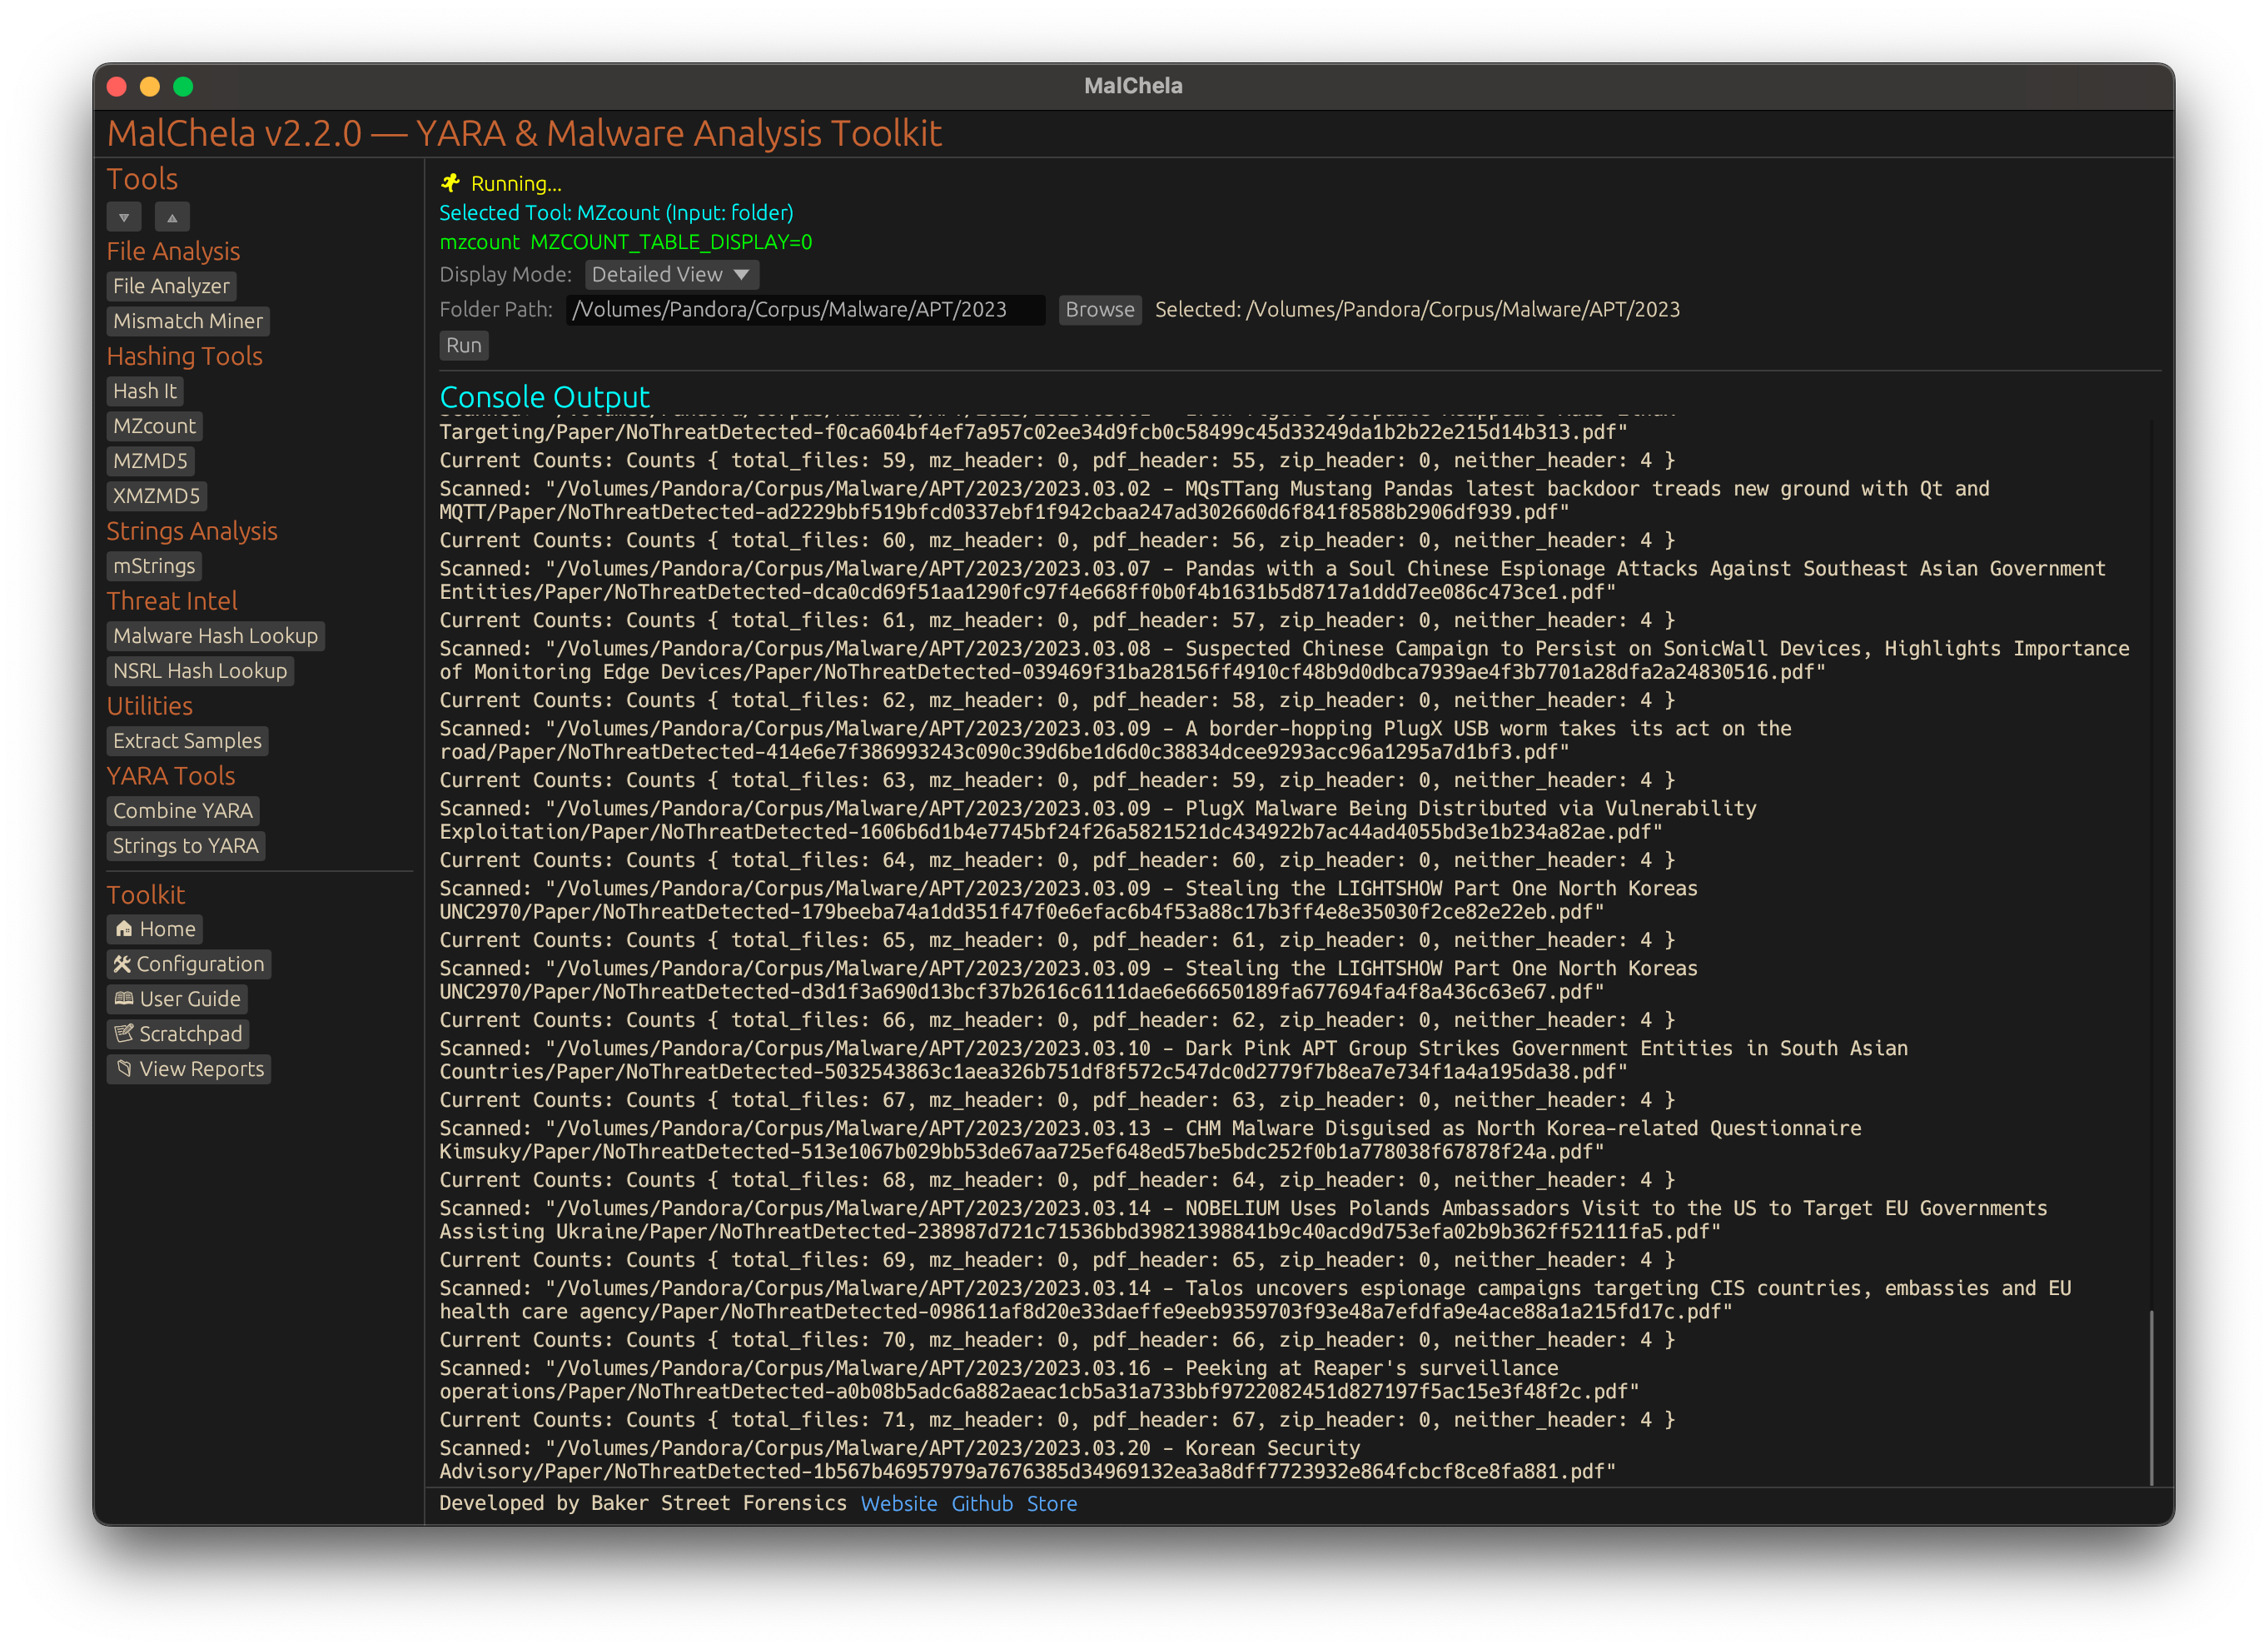 MalChela
MalChela v2.2.0 — YARA & Malware Analysis Toolkit
Tools
File Analysis
File Analyzer
Mismatch Miner
Hashing Tools
Hash It
MZcount
MZMD5
XMZMD5
Strings Analysis
mStrings
Threat Intel
Malware Hash Lookup
NSRL Hash Lookup
Utilities
Extract Samples
YARA Tools
Combine YARA
Strings to YARA
Toolkit
Home
Configuration
User Guide
Scratchpad
View Reports
Running...
Selected Tool: MZcount (Input: folder)
mzcount MZCOUNT_TABLE_DISPLAY=0
Display Mode: Detailed View
Folder Path: /Volumes/Pandora/Corpus/Malware/APT/2023 Browse Selected: /Volumes/Pandora/Corpus/Malware/APT/2023
Run
Console Output
Targeting/Paper/NoThreatDetected-f0ca604bf4ef7a957c02ee34d9fcb0c58499c45d33249da1b2b22e215d14b313.pdf"
Current Counts: Counts { total_files: 59, mz_header: 0, pdf_header: 55, zip_header: 0, neither_header: 4 }
Scanned: "/Volumes/Pandora/Corpus/Malware/APT/2023/2023.03.02 - MQsTTang Mustang Pandas latest backdoor treads new ground with Qt and
MQTT/Paper/NoThreatDetected-ad2229bbf519bfcd0337ebf1f942cbaa247ad302660d6f841f8588b2906df939.pdf"
Current Counts: Counts { total_files: 60, mz_header: 0, pdf_header: 56, zip_header: 0, neither_header: 4 }
Scanned: "/Volumes/Pandora/Corpus/Malware/APT/2023/2023.03.07 - Pandas with a Soul Chinese Espionage Attacks Against Southeast Asian Government
Entities/Paper/NoThreatDetected-dca0cd69f51aa1290fc97f4e668ff0b0f4b1631b5d8717a1ddd7ee086c473ce1.pdf"
Current Counts: Counts { total_files: 61, mz_header: 0, pdf_header: 57, zip_header: 0, neither_header: 4 }
Scanned: "/Volumes/Pandora/Corpus/Malware/APT/2023/2023.03.08 - Suspected Chinese Campaign to Persist on SonicWall Devices, Highlights Importance
of Monitoring Edge Devices/Paper/NoThreatDetected-039469f31ba28156ff4910cf48b9d0dbca7939ae4f3b7701a28dfa2a24830516.pdf"
Current Counts: Counts { total_files: 62, mz_header: 0, pdf_header: 58, zip_header: 0, neither_header: 4 }
Scanned: "/Volumes/Pandora/Corpus/Malware/APT/2023/2023.03.09 - A border-hopping PlugX USB worm takes its act on the
road/Paper/NoThreatDetected-414e6e7f386993243c090c39d6be1d6d0c38834dcee9293acc96a1295a7d1bf3.pdf"
Current Counts: Counts { total_files: 63, mz_header: 0, pdf_header: 59, zip_header: 0, neither_header: 4 }
Scanned: "/Volumes/Pandora/Corpus/Malware/APT/2023/2023.03.09 - PlugX Malware Being Distributed via Vulnerability
Exploitation/Paper/NoThreatDetected-1606b6d1b4e7745bf24f26a5821521dc434922b7ac44ad4055bd3e1b234a82ae.pdf"
Current Counts: Counts { total_files: 64, mz_header: 0, pdf_header: 60, zip_header: 0, neither_header: 4 }
Scanned: "/Volumes/Pandora/Corpus/Malware/APT/2023/2023.03.09 - Stealing the LIGHTSHOW Part One North Koreas
UNC2970/Paper/NoThreatDetected-179beeba74a1dd351f47f0e6efac6b4f53a88c17b3ff4e8e35030f2ce82e22eb.pdf"
Current Counts: Counts { total_files: 65, mz_header: 0, pdf_header: 61, zip_header: 0, neither_header: 4 }
Scanned: "/Volumes/Pandora/Corpus/Malware/APT/2023/2023.03.09 - Stealing the LIGHTSHOW Part One North Koreas
UNC2970/Paper/NoThreatDetected-d3d1f3a690d13bcf37b2616c6111dae6e66650189fa677694fa4f8a436c63e67.pdf"
Current Counts: Counts { total_files: 66, mz_header: 0, pdf_header: 62, zip_header: 0, neither_header: 4 }
Scanned: "/Volumes/Pandora/Corpus/Malware/APT/2023/2023.03.10 - Dark Pink APT Group Strikes Government Entities in South Asian
Countries/Paper/NoThreatDetected-5032543863c1aea326b751df8f572c547dc0d2779f7b8ea7e734f1a4a195da38.pdf"
Current Counts: Counts { total_files: 67, mz_header: 0, pdf_header: 63, zip_header: 0, neither_header: 4 }
Scanned: "/Volumes/Pandora/Corpus/Malware/APT/2023/2023.03.13 - CHM Malware Disguised as North Korea-related Questionnaire
Kimsuky/Paper/NoThreatDetected-513e1067b029bb53de67aa725ef648ed57be5bdc252f0b1a778038f67878f24a.pdf"
Current Counts: Counts { total_files: 68, mz_header: 0, pdf_header: 64, zip_header: 0, neither_header: 4 }
Scanned: "/Volumes/Pandora/Corpus/Malware/APT/2023/2023.03.14 - NOBELIUM Uses Polands Ambassadors Visit to the US to Target EU Governments
Assisting Ukraine/Paper/NoThreatDetected-238987d721c71536bbd39821398841b9c40acd9d753efa02b9b362ff52111fa5.pdf"
Current Counts: Counts { total_files: 69, mz_header: 0, pdf_header: 65, zip_header: 0, neither_header: 4 }
Scanned: "/Volumes/Pandora/Corpus/Malware/APT/2023/2023.03.14 - Talos uncovers espionage campaigns targeting CIS countries, embassies and EU
health care agency/Paper/NoThreatDetected-098611af8d20e33daeffe9eeb9359703f93e48a7efdfa9e4ace88a1a215fd17c.pdf"
Current Counts: Counts { total_files: 70, mz_header: 0, pdf_header: 66, zip_header: 0, neither_header: 4 }
Scanned: "/Volumes/Pandora/Corpus/Malware/APT/2023/2023.03.16 - Peeking at Reaper's surveillance
operations/Paper/NoThreatDetected-a0b08b5adc6a882aeac1cb5a31a733bbf9722082451d827197f5ac15e3f48f2c.pdf"
Current Counts: Counts { total_files: 71, mz_header: 0, pdf_header: 67, zip_header: 0, neither_header: 4 }
Scanned: "/Volumes/Pandora/Corpus/Malware/APT/2023/2023.03.20 - Korean Security
Advisory/Paper/NoThreatDetected-1b567b46957979a7676385d34969132ea3a8dff7723932e864fcbcf8ce8fa881.pdf"
Developed by Baker Street Forensics Website Github Store